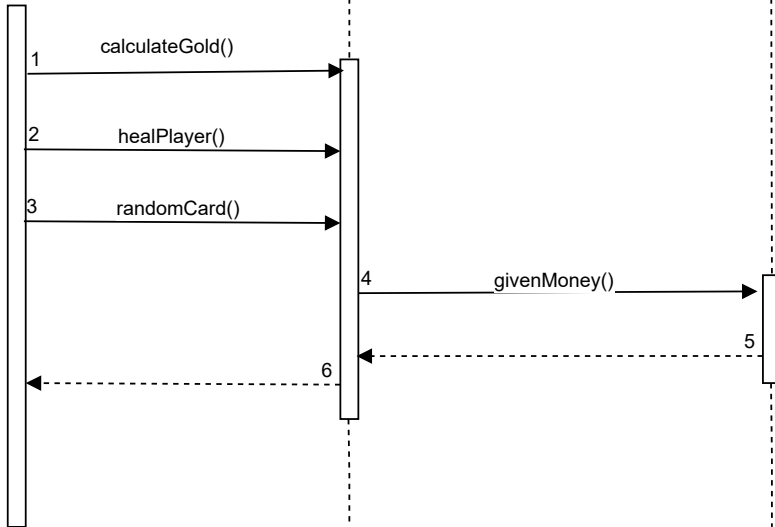 calculateGold()
1
2
healPlayer()
3
randomCard()
4
givenMoney()
5
6